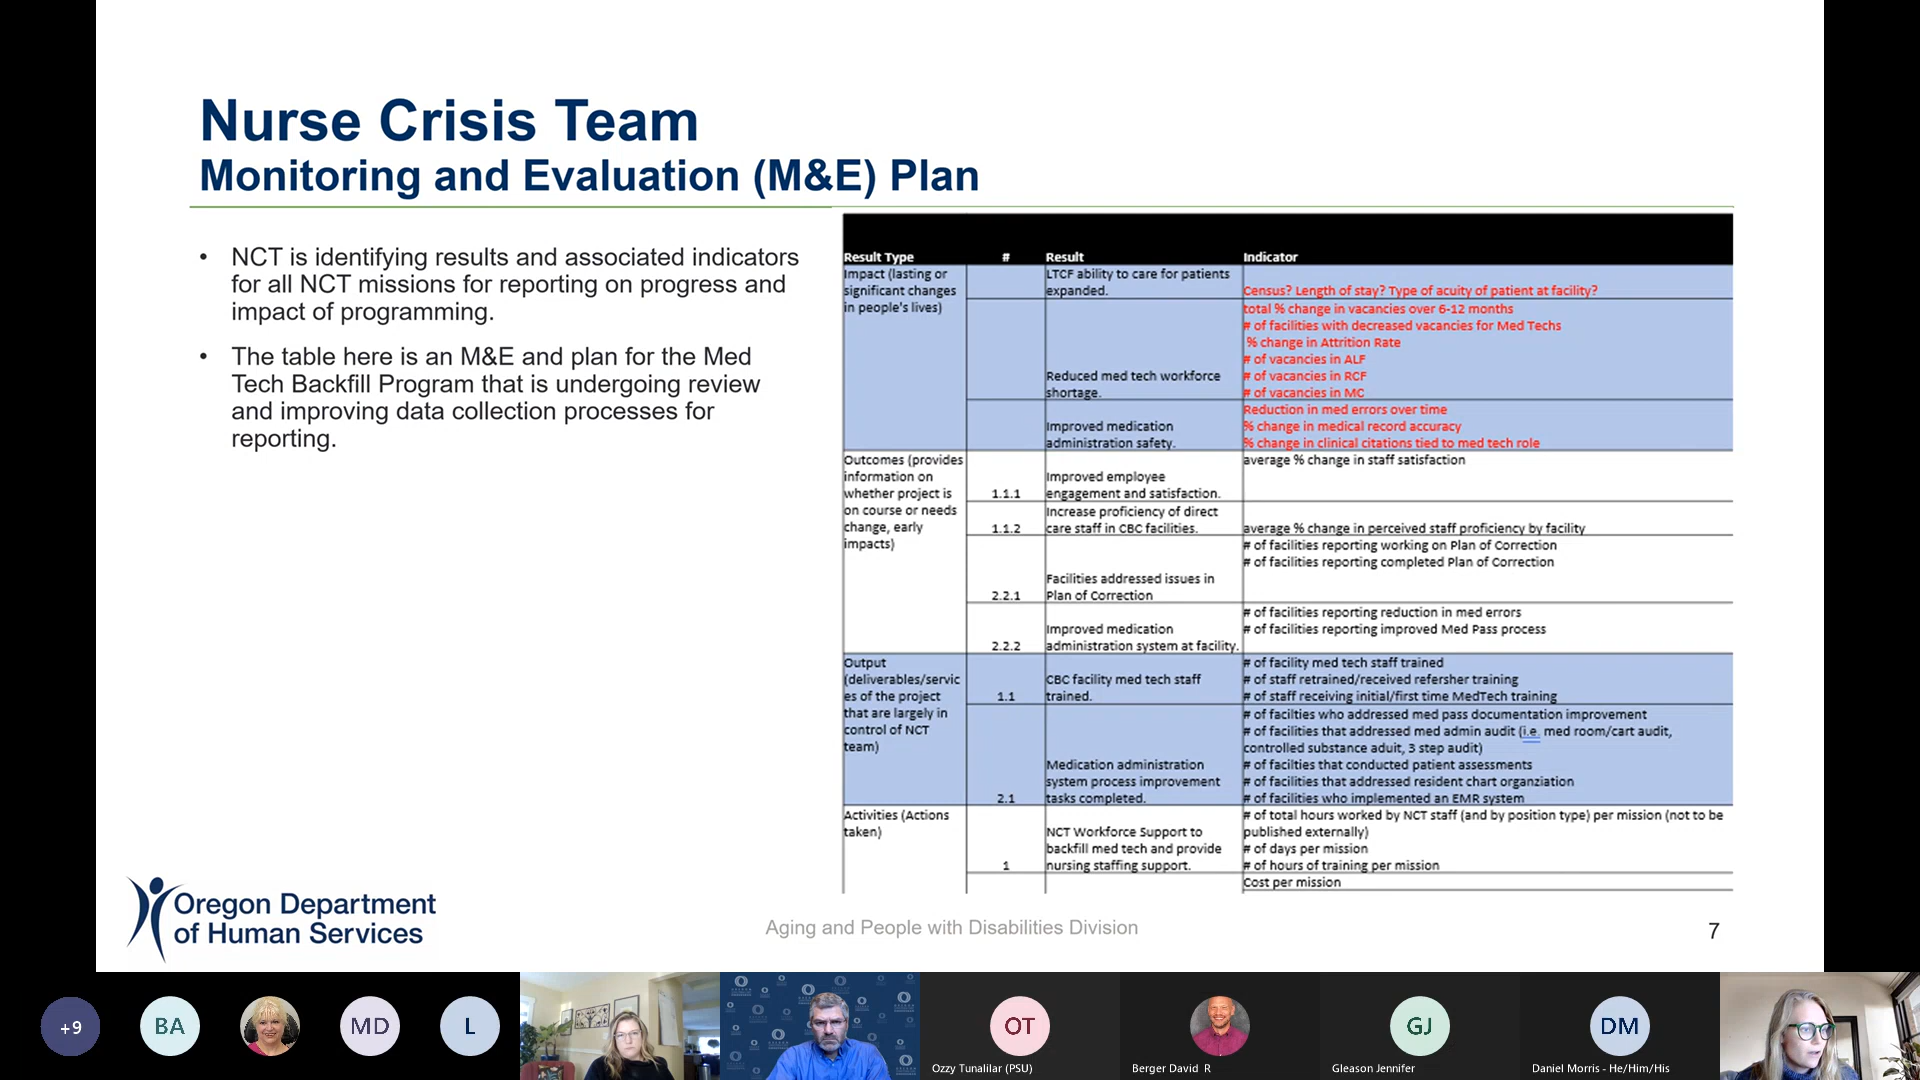 Nurse Crisis Team
Monitoring and Evaluation (M&E) Plan
• NCT is identifying results and associated indicators
for all NCT missions for reporting on progress and
impact of programming.
• The table here is an M&E and plan for the Med
Tech Backfill Program that is undergoing review
and improving data collection processes for
reporting.
Result Type # Result Indicator
Impact (lasting or
significant changes
in people's lives)
LTCF ability to care for patients
expanded.
Census? Length of stay? Type of acuity of patient at facility?
Reduced med tech workforce
shortage.
total % change in vacancies over 6-12 months
# of facilities with decreased vacancies for Med Techs
% change in Attrition Rate
# of vacancies in ALF
# of vacancies in RCF
# of vacancies in MC
Improved medication
administration safety.
Reduction in med errors over time
% change in medical record accuracy
% change in clinical citations tied to med tech role
Outcomes (provides
information on
whether project is
on course or needs
change, early
impacts)
1.1.1
Improved employee
engagement and satisfaction.
average % change in staff satisfaction
1.1.2
Increase proficiency of direct
care staff in CBC facilities.
average % change in perceived staff proficiency by facility
2.2.1
Facilities addressed issues in
Plan of Correction
# of facilities reporting working on Plan of Correction
# of facilities reporting completed Plan of Correction
2.2.2
Improved medication
administration system at facility.
# of facilities reporting reduction in med errors
# of facilities reporting improved Med Pass process
Output
(deliverables/servic
es of the project
that are largely in
control of NCT
team)
1.1
CBC facility med tech staff
trained.
# of facility med tech staff trained
# of staff retrained/received refersher training
# of staff receiving initial/first time MedTech training
2.1
Medication administration
system process improvement
tasks completed.
# of facilties who addressed med pass documentation improvement
# of facilities that addressed med admin audit (i.e. med room/cart audit,
controlled substance aduit, 3 step audit)
# of facilties that conducted patient assessments
# of facilities that addressed resident chart organziation
# of facilities who implemented an EMR system
Activities (Actions
taken)
1
NCT Workforce Support to
backfill med tech and provide
nursing staffing support.
# of total hours worked by NCT staff (and by position type) per mission (not to be
published externally)
# of days per mission
# of hours of training per mission
Cost per mission
Oregon Department
of Human Services
Aging and People with Disabilities Division
7
+9
BA
MD
L
OT
Ozzy Tunalilar (PSU)
Berger David R
GJ
Gleason Jennifer
DM
Daniel Morris - He/Him/His